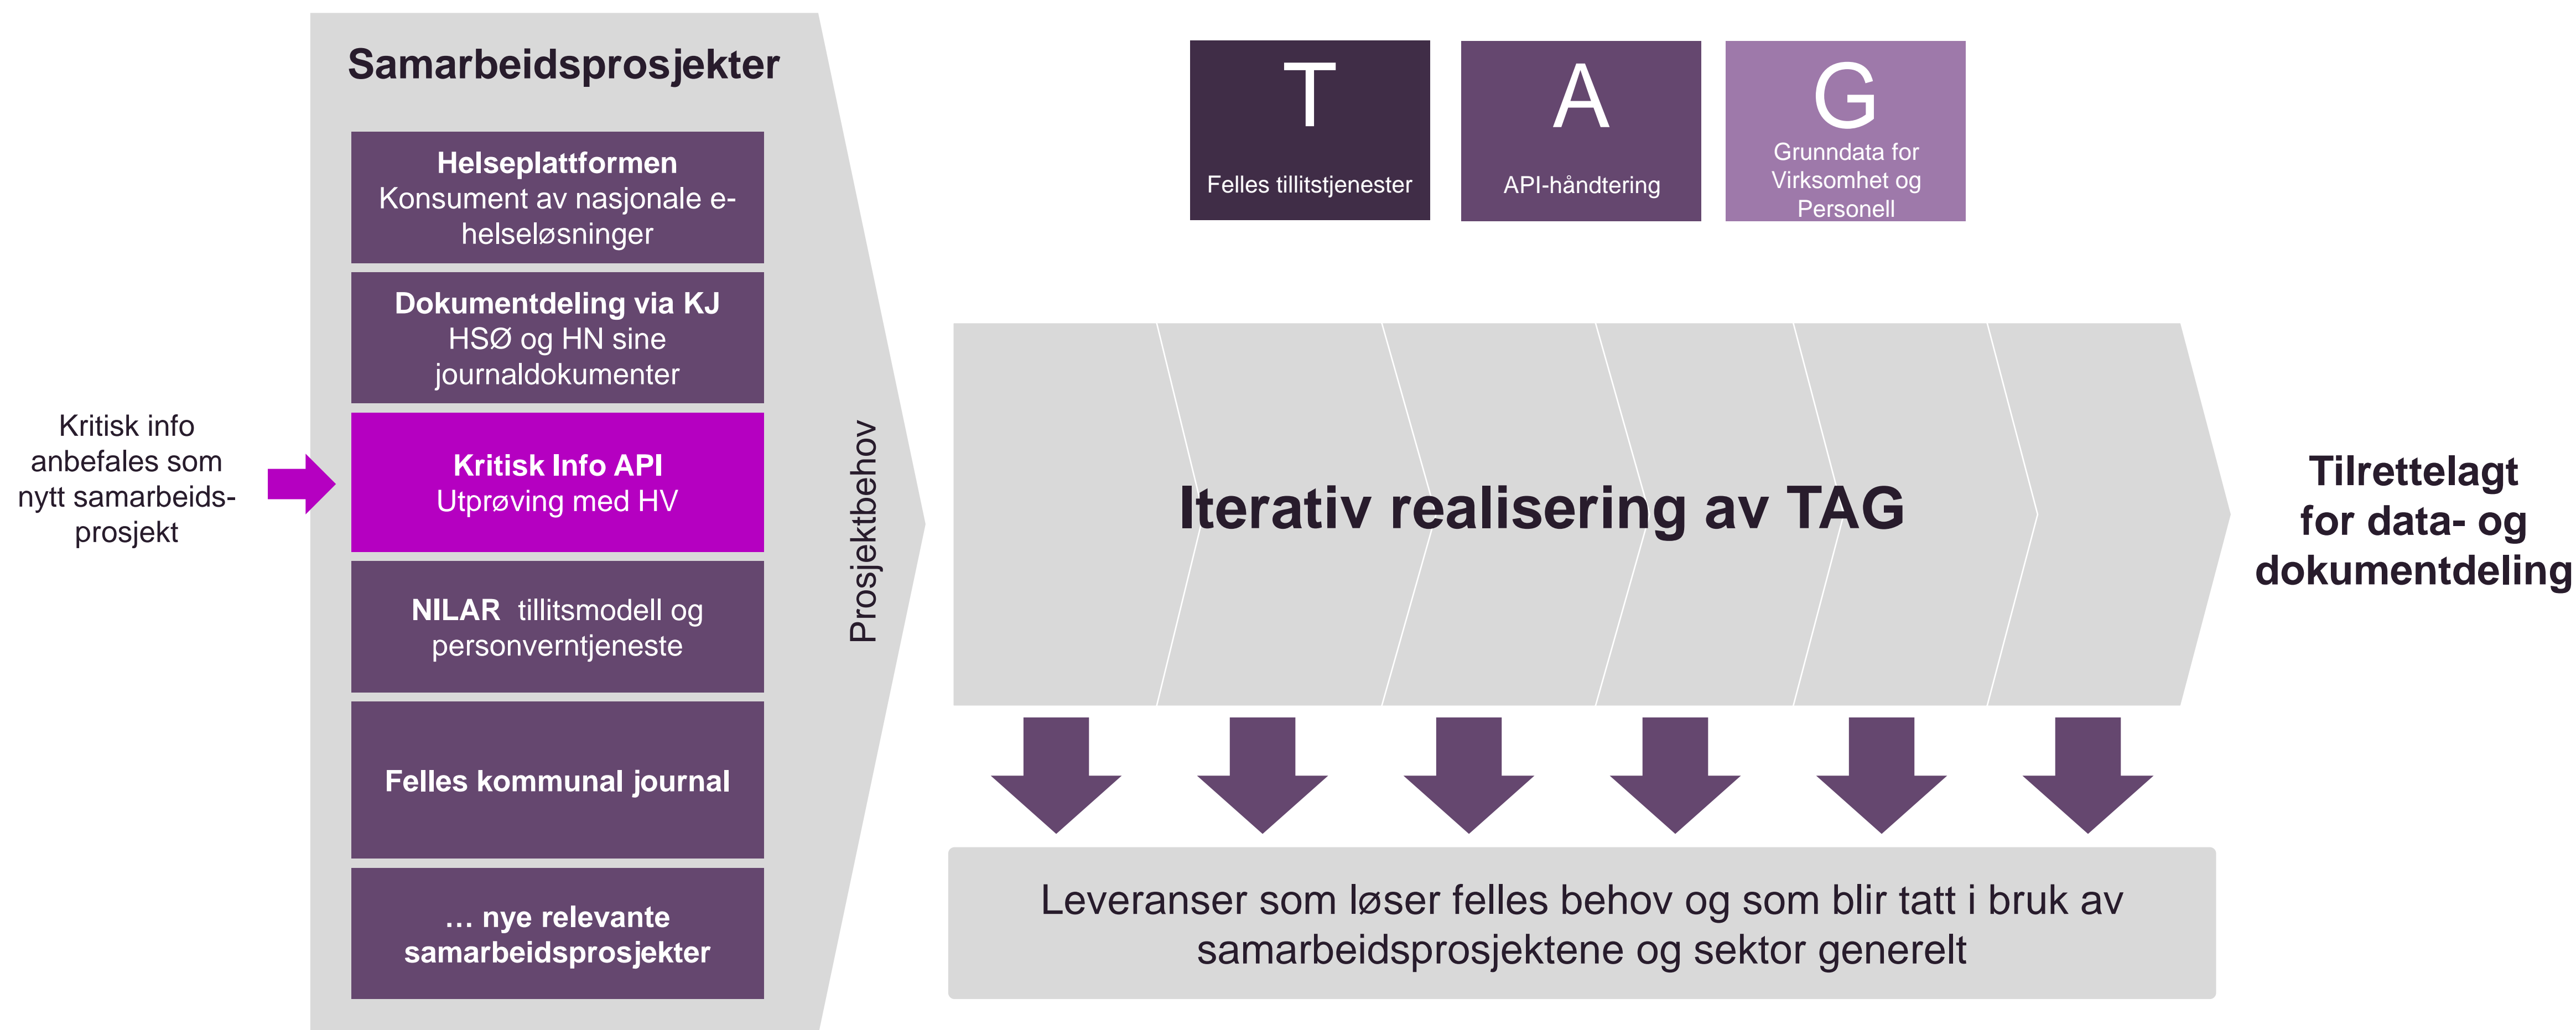 Kritisk info
anbefales som
nytt samarbeids-
prosjekt
Samarbeidsprosjekter
Helseplattformen
Konsument av nasjonale e-
helseløsninger
Dokumentdeling via KJ
HSØ og HN sine
journaldokumenter
Kritisk Info API
Utprøving med HV
NILAR tillitsmodell og
personverntjeneste
Felles kommunal journal
… nye relevante
samarbeidsprosjekter
Prosjektbehov
T
Felles tillitstjenester
A
API-håndtering
G
Grunndata for
Virksomhet og
Personell
Iterativ realisering av TAG
Tilrettelagt
for data- og
dokumentdeling
Leveranser som løser felles behov og som blir tatt i bruk av
samarbeidsprosjektene og sektor generelt